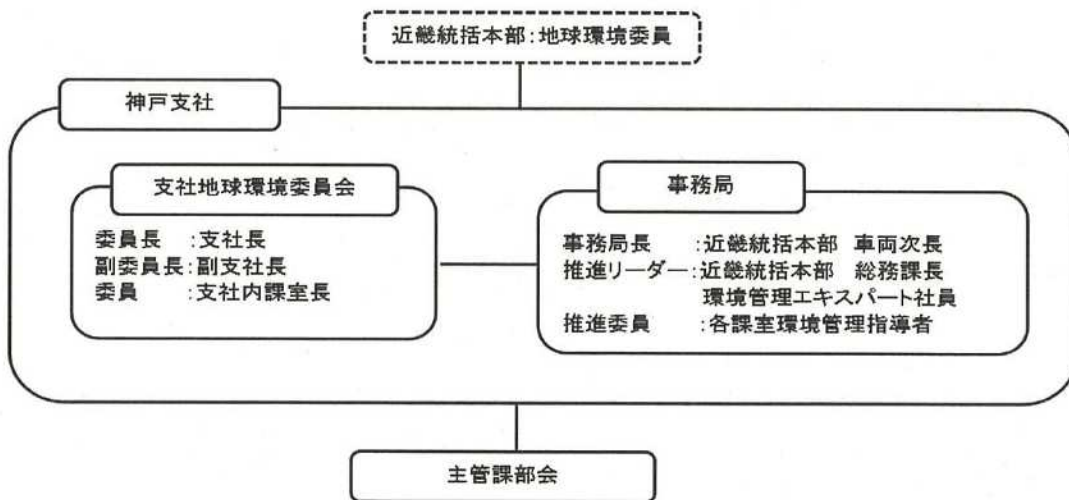 近畿統括本部:地球環境委員
神戸支社
支社地球環境委員会
委員長 :支社長
副委員長:副支社長
委員 :支社内課室長
事務局
事務局長 :近畿統括本部 車両次長
推進リーダー:近畿統括本部 総務課長
環境管理エキスパート社員
推進委員 :各課室環境管理指導者
主管課部会